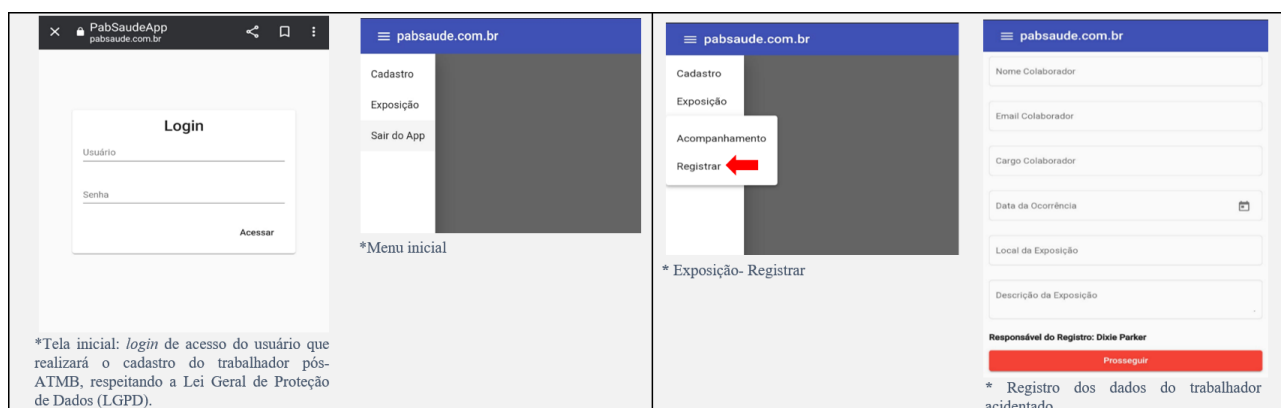 PabSaudeApp
pabsaude.com.br
Login
Usuário
Senha
Acessar
*Tela inicial: login de acesso do usuário que
realizará o cadastro do trabalhador pós-
ATMB, respeitando a Lei Geral de Proteção
de Dados (LGPD).
pabsaude.com.br
Cadastro
Exposição
Sair do App
*Menu inicial
pabsaude.com.br
Cadastro
Exposição
Acompanhamento
Registrar
* Exposição- Registrar
pabsaude.com.br
Nome Colaborador
Email Colaborador
Cargo Colaborador
Data da Ocorrência
Local da Exposição
Descrição da Exposição
Responsável do Registro: Dixie Parker
Prosseguir
* Registro dos dados do trabalhador
acidentado